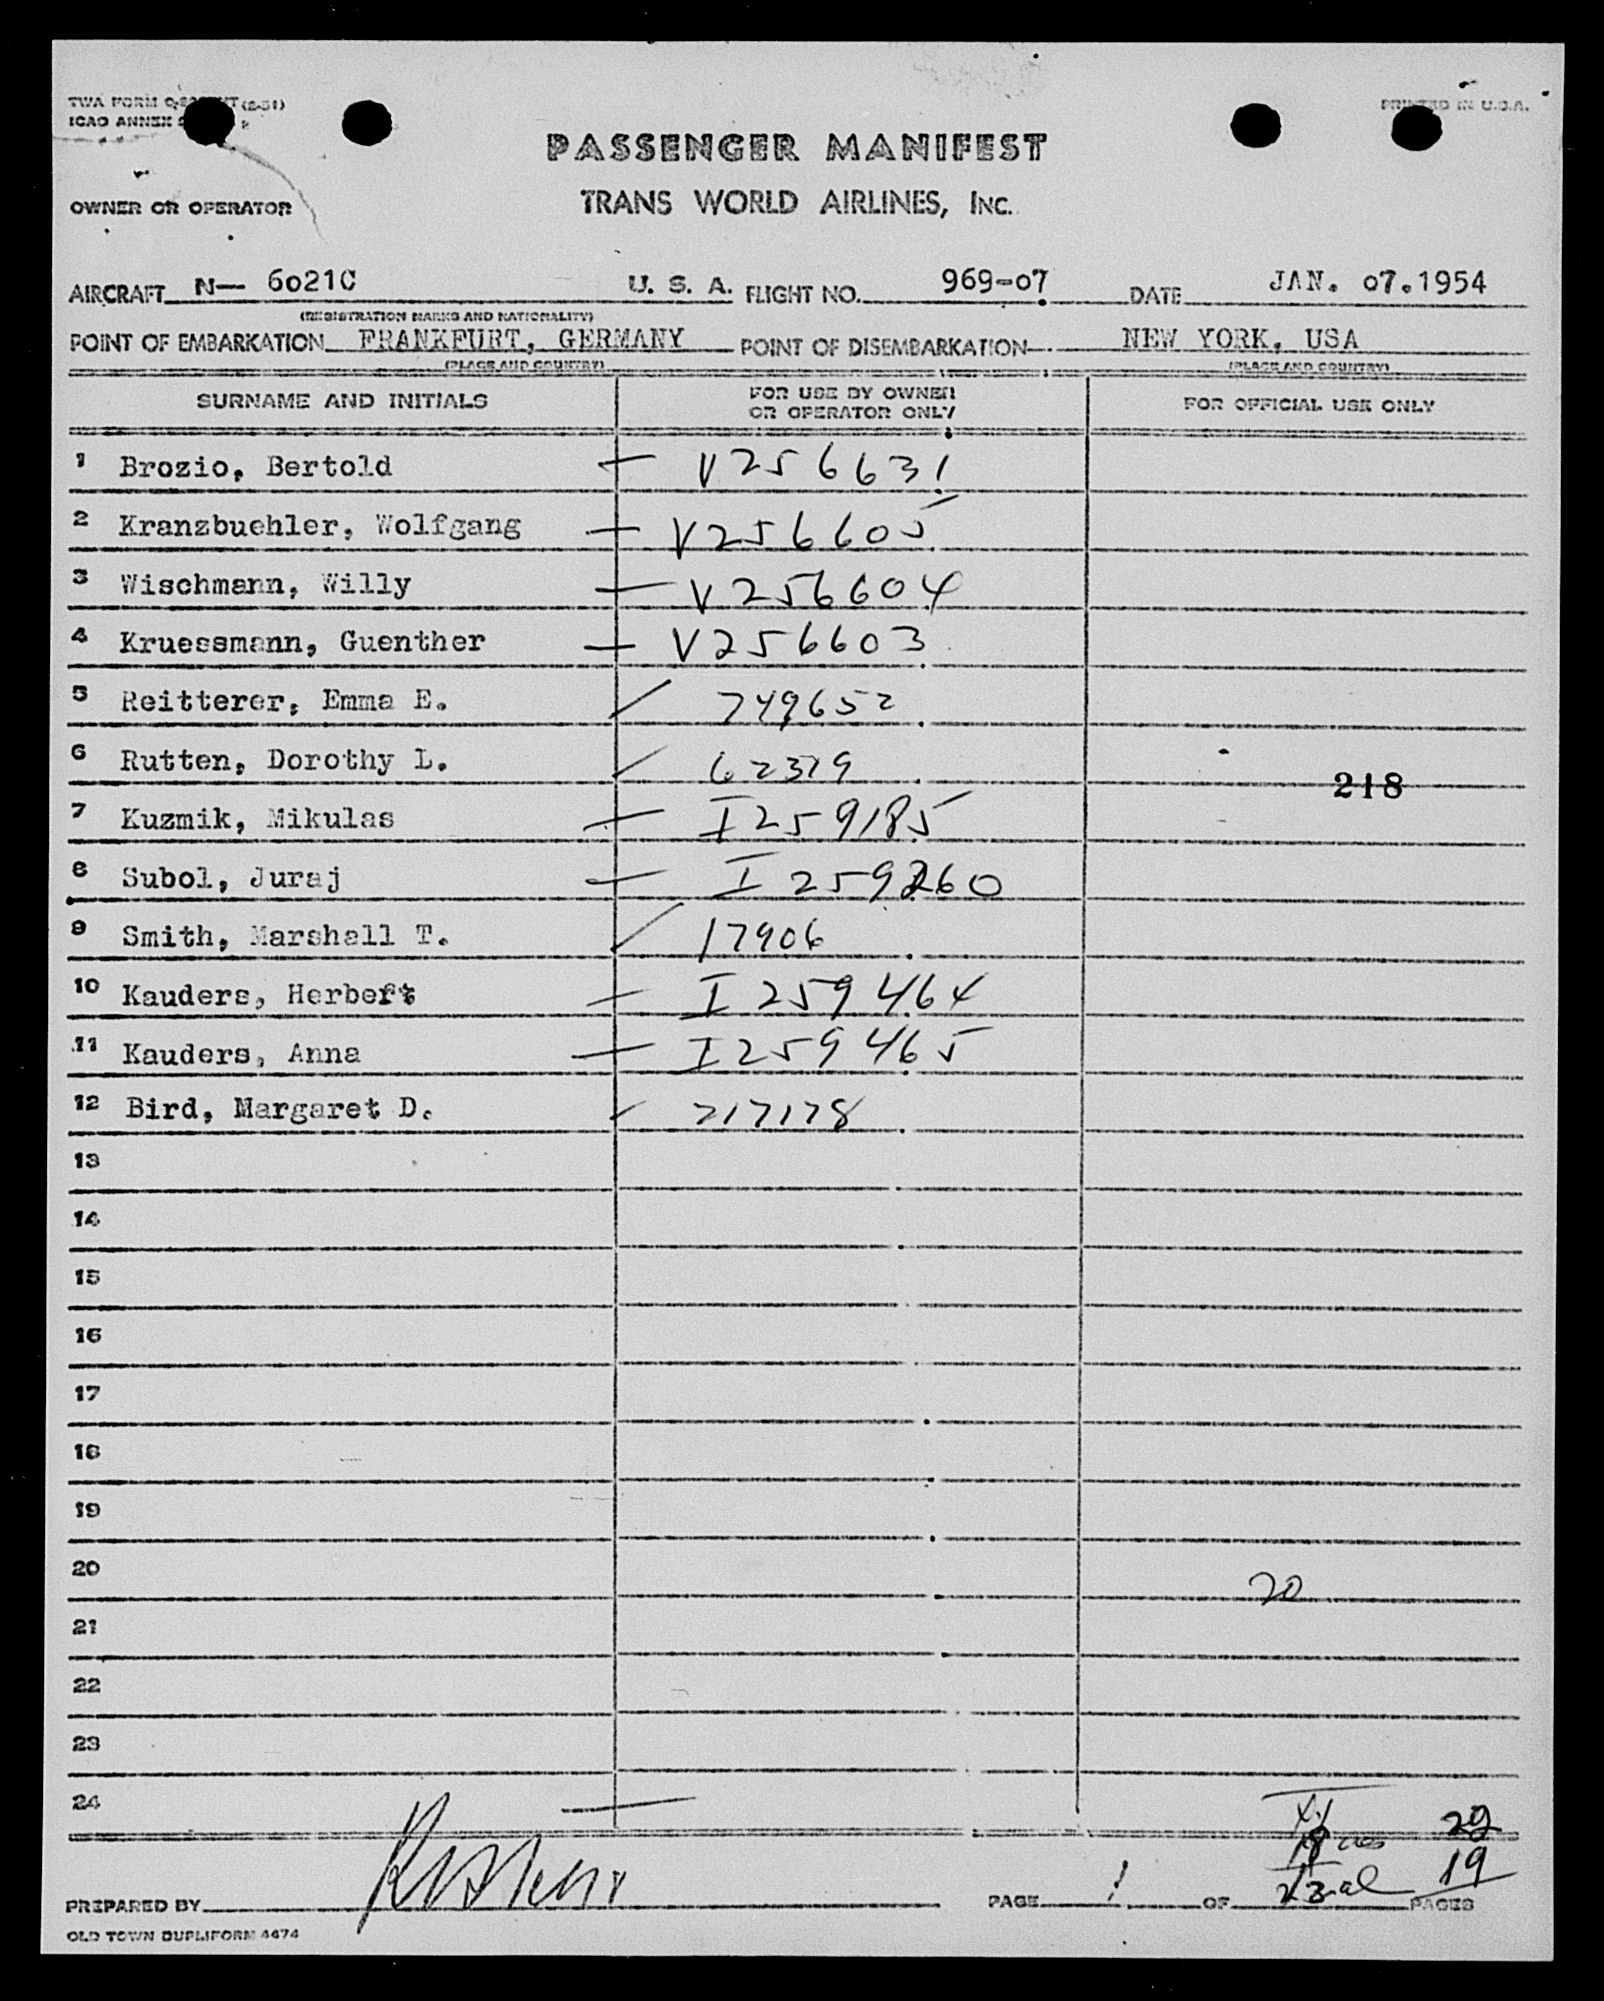 TWA FORM
(2-51)
ICAO ANNEX
PRINTED IN U.S.A.
PASSENGER MANIFEST
OWNER OR OPERATOR
TRANS WORLD AIRLINES, INC.
AIRCRAFT N— 6021C U. S. A. FLIGHT NO. 969-07 DATE JAN. 07.1954
(REGISTRATION MARKS AND NATIONALITY)
POINT OF EMBARKATION FRANKFURT, GERMANY POINT OF DISEMBARKATION NEW YORK, USA
(PLACE AND COUNTRY) (PLACE AND COUNTRY)
SURNAME AND INITIALS FOR USE BY OWNER OR OPERATOR ONLY FOR OFFICIAL USE ONLY
1 Brozio, Bertold — V256631
2 Kranzbuehler, Wolfgang — V256605
3 Wischmann, Willy — V256604
4 Kruessmann, Guenther — V256603
5 Reitterer, Emma E. / 749652
6 Rutten, Dorothy L. / 62379
218
7 Kuzmik, Mikulas — I259185
8 Subol, Juraj — I259260
9 Smith, Marshall T. / 17906
10 Kauders, Herbert — I259464
11 Kauders, Anna — I259465
12 Bird, Margaret D. / 717178
13
14
15
16
17
18
19
20
20
21
22
23
24
22
19
PREPARED BY
PAGE 1 OF PAGES
OLD TOWN DUPLIFORM 4474